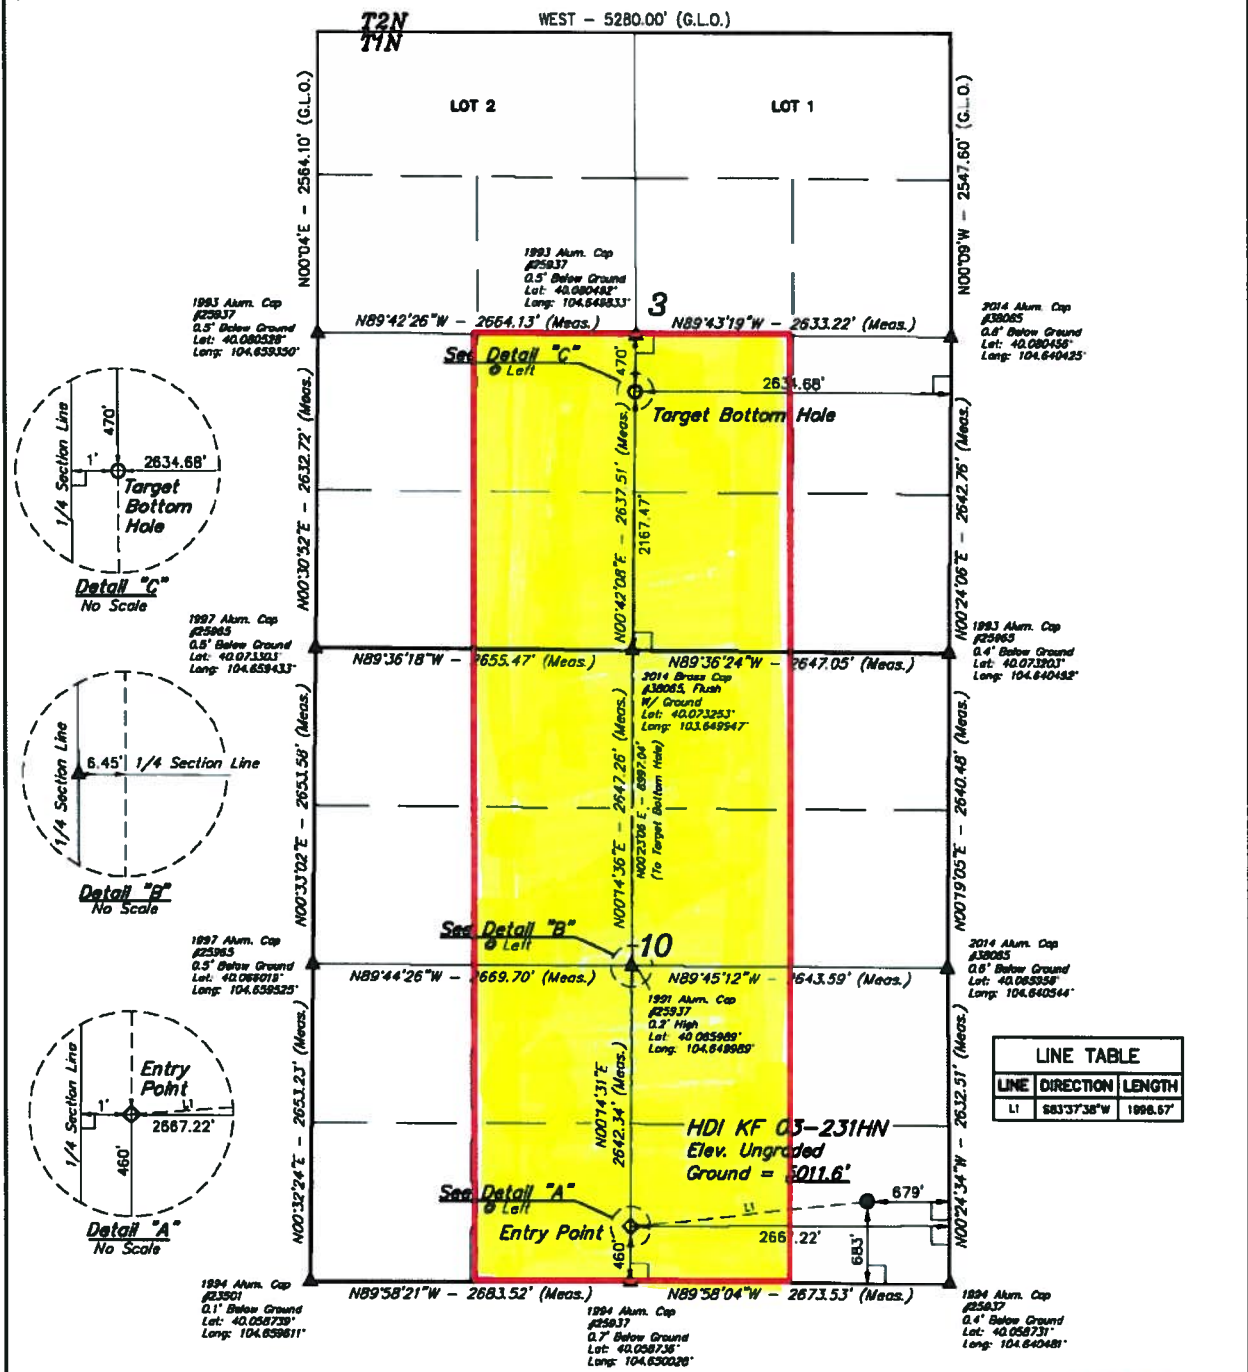 T2N
T1N
WEST - 5280.00' (G.L.O.)
LOT 2
LOT 1
N00°04'E - 2564.10' (G.L.O.)
N00°09'W - 2547.60' (G.L.O.)
1993 Alum. Cap
#25937
0.5' Below Ground
Lat: 40.080492°
Long: 104.649833°
3
1993 Alum. Cap
#25937
0.5' Below Ground
Lat: 40.080528°
Long: 104.659350°
N89°42'26"W - 2664.13' (Meas.)
N89°43'19"W - 2633.22' (Meas.)
2014 Alum. Cap
#38065
0.6' Below Ground
Lat: 40.080456°
Long: 104.640425°
See Detail "C"
@ Left
470'
2634.68'
Target Bottom Hole
N00°30'52"E - 2632.72' (Meas.)
N00°42'08"E - 2637.51' (Meas.)
2167.47'
N00°24'06"E - 2642.76' (Meas.)
1/4 Section Line
470'
1'
2634.68'
Target
Bottom
Hole
Detail "C"
No Scale
1997 Alum. Cap
#25965
0.5' Below Ground
Lat: 40.073303°
Long: 104.659433°
N89°36'18"W - 2655.47' (Meas.)
N89°36'24"W - 2647.05' (Meas.)
1993 Alum. Cap
#25965
0.4' Below Ground
Lat: 40.073203°
Long: 104.640492°
2014 Brass Cap
#38065, Flush
W/ Ground
Lat: 40.073253°
Long: 103.649947°
N00°33'02"E - 2653.58' (Meas.)
N00°14'36"E - 2647.26' (Meas.)
N00°23'06"E - 8997.04'
(To Target Bottom Hole)
N00°19'05"E - 2640.48' (Meas.)
1/4 Section Line
6.45'
1/4 Section Line
Detail "B"
No Scale
See Detail "B"
@ Left
10
1997 Alum. Cap
#25965
0.5' Below Ground
Lat: 40.066019°
Long: 104.659525°
N89°44'26"W - 2669.70' (Meas.)
N89°45'12"W - 2643.59' (Meas.)
2014 Alum. Cap
#38065
0.6' Below Ground
Lat: 40.065958°
Long: 104.640544°
1991 Alum. Cap
#25937
0.2' High
Lat: 40.065989°
Long: 104.649989°
N00°32'24"E - 2653.23' (Meas.)
N00°14'31"E
2642.34' (Meas.)
N00°24'34"W - 2632.51' (Meas.)
LINE TABLE
LINE DIRECTION LENGTH
L1 S83°37'38"W 1996.57'
1/4 Section Line
Entry
Point
1'
L1
2667.22'
460'
Detail "A"
No Scale
HDI KF 03-231HN
Elev. Ungraded
Ground = 5011.6'
See Detail "A"
@ Left
Entry Point
L1
679'
2667.22'
683'
460'
1994 Alum. Cap
#23501
0.1' Below Ground
Lat: 40.058739°
Long: 104.659611°
N89°58'21"W - 2683.52' (Meas.)
N89°58'04"W - 2673.53' (Meas.)
1994 Alum. Cap
#25937
0.7' Below Ground
Lat: 40.058736°
Long: 104.650028°
1994 Alum. Cap
#25937
0.4' Below Ground
Lat: 40.058731°
Long: 104.640481°